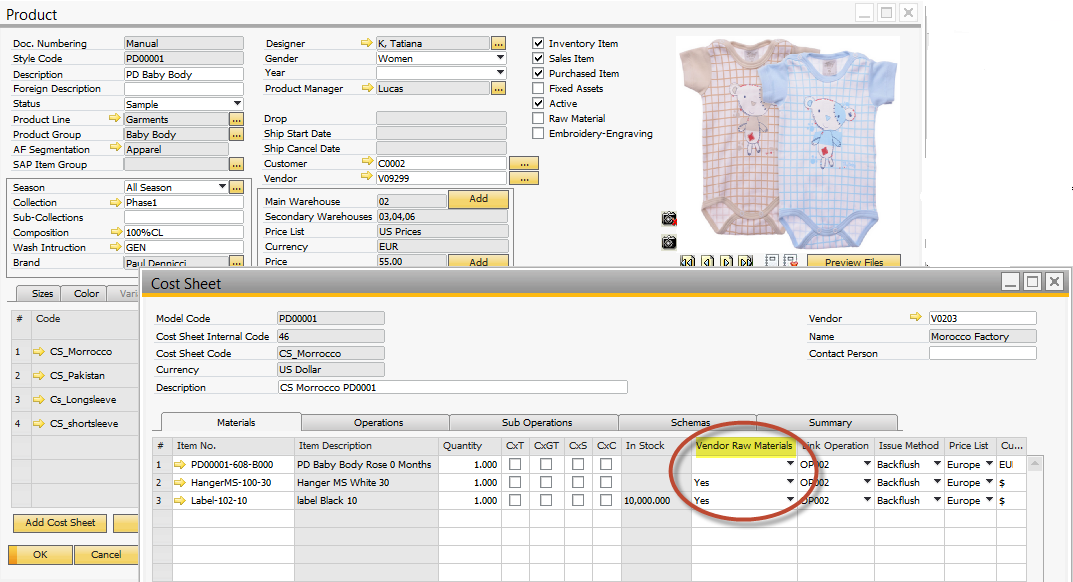 Product
Doc. Numbering Manual
Style Code PD00001
Description PD Baby Body
Foreign Description
Status Sample
Product Line Garments ...
Product Group Baby Body ...
AF Segmentation Apparel
SAP Item Group ...
Designer K, Tatiana ...
Gender Women
Year
Product Manager Lucas ...
Drop
Ship Start Date
Ship Cancel Date
Customer C0002 ...
Vendor V09299 ...
Inventory Item
Sales Item
Purchased Item
Fixed Assets
Active
Raw Material
Embroidery-Engraving
Season All Season ...
Collection Phase1
Sub-Collections
Composition 100%CL
Wash Intruction GEN
Brand Paul Dennicci ...
Main Warehouse 02 Add
Secondary Warehouses 03,04,06
Price List US Prices
Currency EUR
Price 55.00 Add
Preview Files
Sizes Color Vari
# Code
1 CS_Morrocco
2 CS_Pakistan
3 Cs_Longsleeve
4 CS_shortsleeve
Add Cost Sheet
OK Cancel
Cost Sheet
Model Code PD00001
Cost Sheet Internal Code 46
Cost Sheet Code CS_Morrocco
Currency US Dollar
Description CS Morrocco PD0001
Vendor V0203
Name Morocco Factory
Contact Person
Materials Operations Sub Operations Schemas Summary
# Item No. Item Description Quantity CxT CxGT CxS CxC In Stock Vendor Raw Materials Link Operation Issue Method Price List Cu...
1 PD00001-608-B000 PD Baby Body Rose 0 Months 1.000 OP002 Backflush Europe EU
2 HangerMS-100-30 Hanger MS White 30 1.000 Yes OP002 Backflush Europe $
3 Label-102-10 label Black 10 1.000 10,000.000 Yes OP002 Backflush Europe $